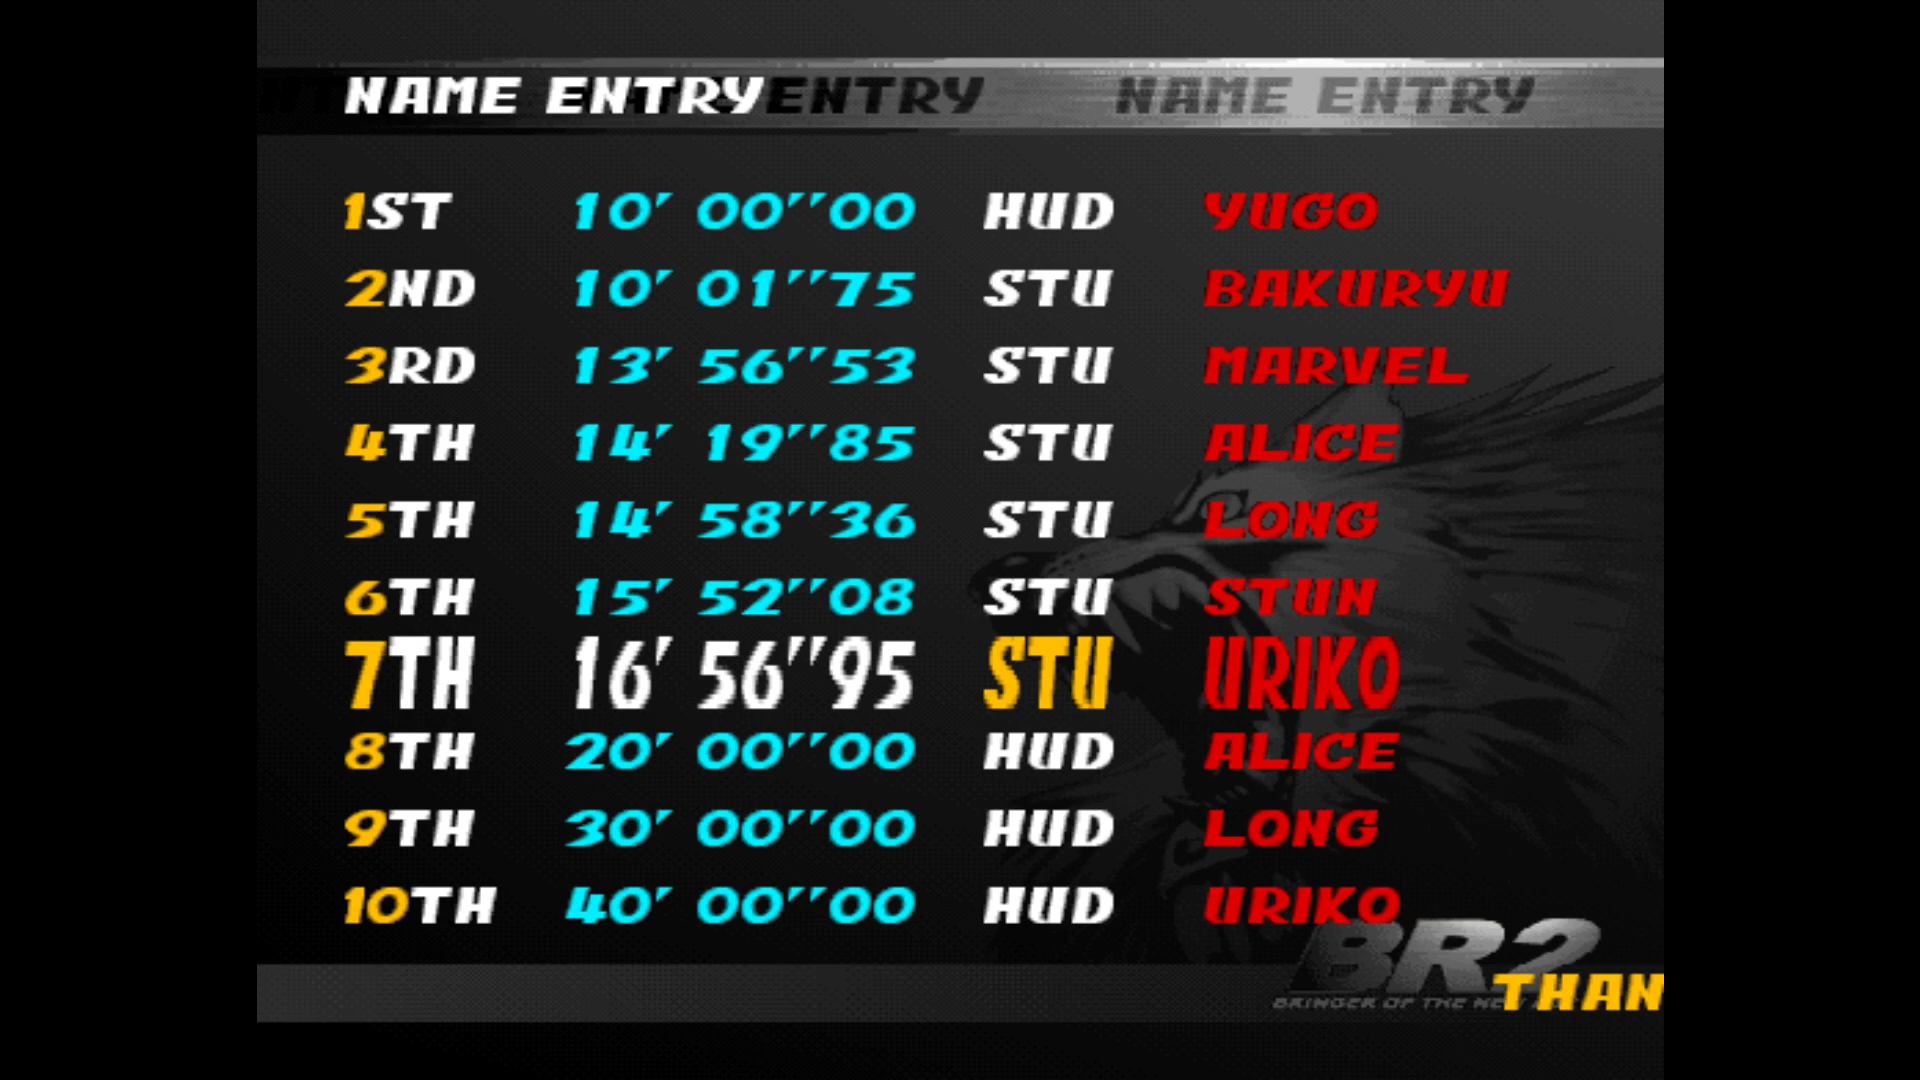 NAME ENTRY ENTRY NAME ENTRY
1ST 10' 00''00 HUD YUGO
2ND 10' 01''75 STU BAKURYU
3RD 13' 56''53 STU MARVEL
4TH 14' 19''85 STU ALICE
5TH 14' 58''36 STU LONG
6TH 15' 52''08 STU STUN
7TH 16' 56''95 STU URIKO
8TH 20' 00''00 HUD ALICE
9TH 30' 00''00 HUD LONG
10TH 40' 00''00 HUD URIKO
BR2
BRINGER OF THE
THAN